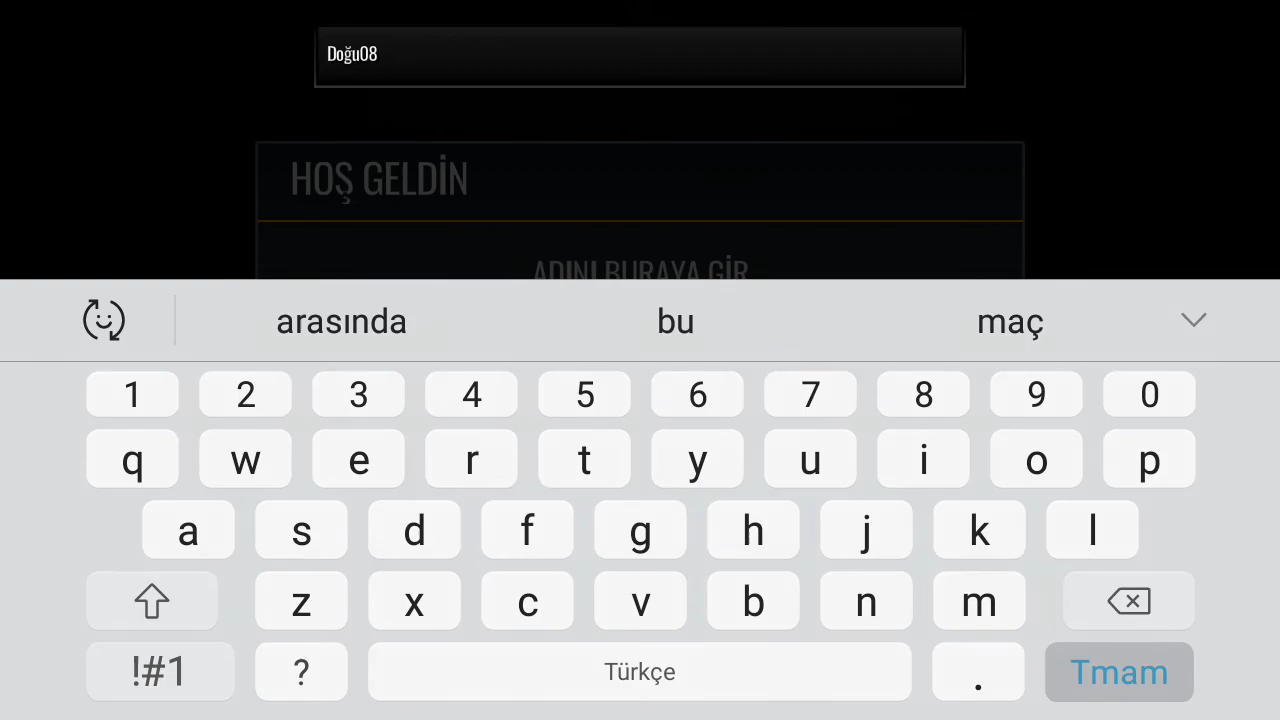 Doğu08
HOŞ GELDİN
ADINI BURAYA GİR
arasında bu maç
1 2 3 4 5 6 7 8 9 0
q w e r t y u i o p
a s d f g h j k l
z x c v b n m
!#1 ? Türkçe . Tmam